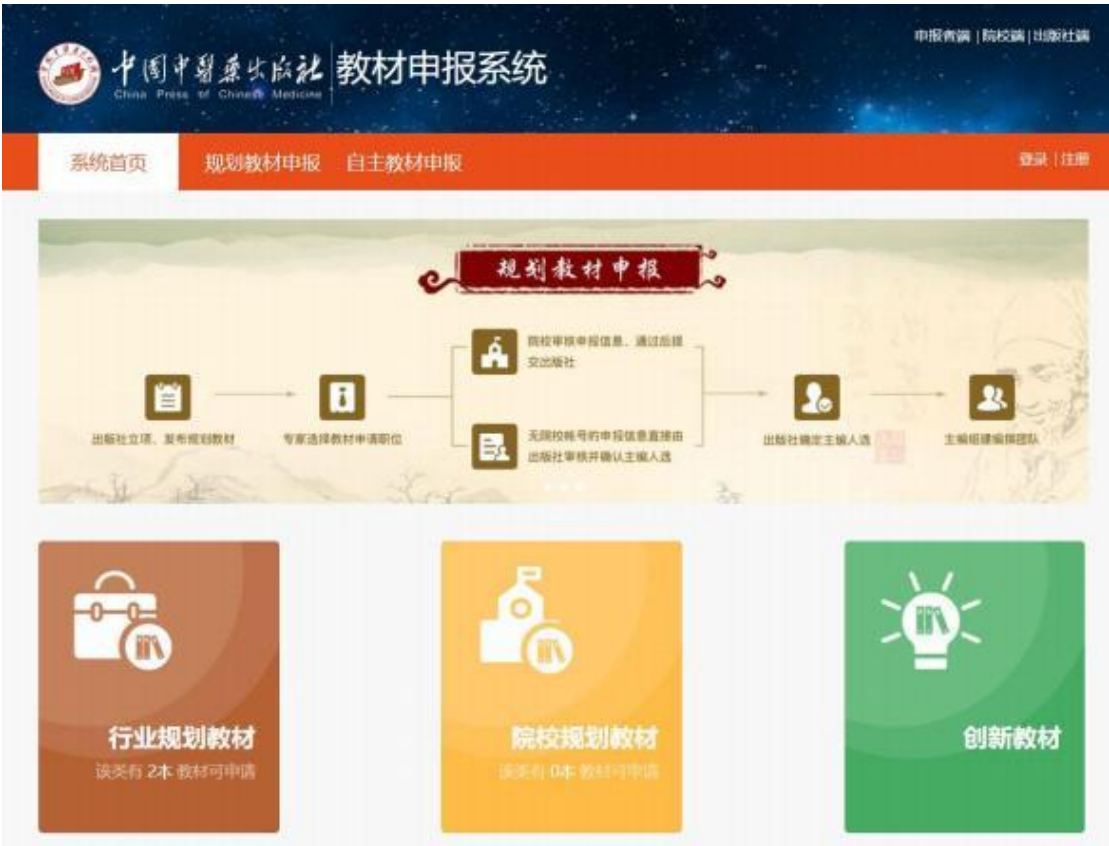 申报者端 | 院校端 | 出版社端
中国中医药出版社
China Press of Chinese Medicine
教材申报系统
系统首页 规划教材申报 自主教材申报 登录 | 注册
规划教材申报
院校审核申报信息、通过后提
交出版社
出版社立项、发布规划教材
专家选择教材申请职位
无院校帐号的申报信息直接由
出版社审核并确认主编人选
出版社确定主编人选
主编组建编撰团队
行业规划教材
该类有 2本 教材可申请
院校规划教材
该类有 0本 教材可申请
创新教材